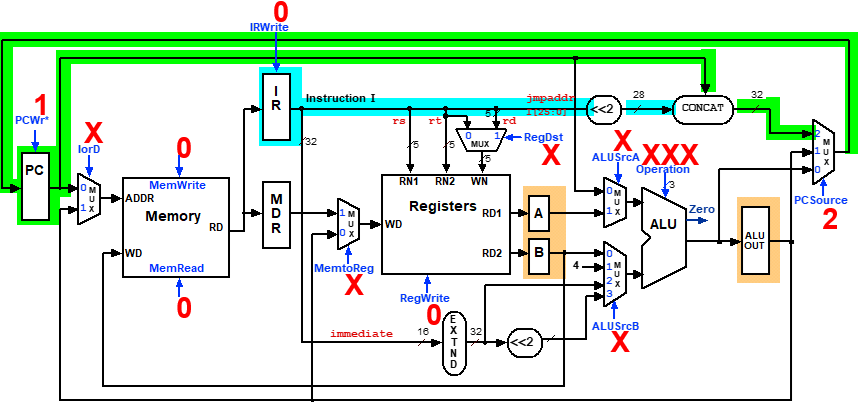 0
IRWrite
1
PCWr*
X
IorD
0
MemWrite
I
R
Instruction I
jmpaddr
I[25:0]
<<2
28
CONCAT
32
32
rs
rt
5
rd
0
MUX
1
RegDst
X
5
5
5
X
ALUSrcA
XXX
Operation
3
2
1
0
M
U
X
PCSource
2
PC
0
1
M
U
X
ADDR
Memory
RD
WD
MemRead
0
M
D
R
1
0
M
U
X
MemtoReg
X
RN1
RN2
WN
Registers
WD
RD1
RD2
RegWrite
0
A
B
0
1
M
U
X
4
0
1
2
3
M
U
X
ALUSrcB
X
ALU
Zero
ALU
OUT
immediate
16
E
X
T
N
D
32
<<2